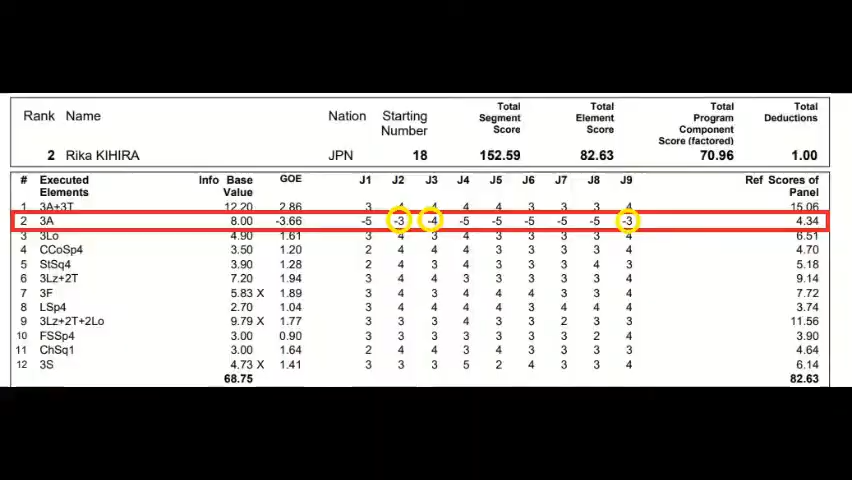 Rank Name Nation Starting Number Total Segment Score Total Element Score Total Program Component Score (factored) Total Deductions
2 Rika KIHIRA JPN 18 152.59 82.63 70.96 1.00
# Executed Elements Info Base Value GOE J1 J2 J3 J4 J5 J6 J7 J8 J9 Ref Scores of Panel
1 3A+3T 12.20 2.86 3 4 4 4 4 3 3 3 4 15.06
2 3A 8.00 -3.66 -5 -3 -4 -5 -5 -5 -5 -5 -3 4.34
3 3Lo 4.90 1.61 3 4 3 4 3 3 3 3 4 6.51
4 CCoSp4 3.50 1.20 2 4 4 4 3 3 3 3 4 4.70
5 StSq4 3.90 1.28 2 4 3 4 3 3 3 4 3 5.18
6 3Lz+2T 7.20 1.94 3 4 4 3 3 3 3 3 4 9.14
7 3F 5.83 X 1.89 3 4 3 4 4 4 3 3 4 7.72
8 LSp4 2.70 1.04 3 4 4 4 4 3 3 4 4 3.74
9 3Lz+2T+2Lo 9.79 X 1.77 3 3 3 4 3 3 2 3 3 11.56
10 FSSp4 3.00 0.90 3 3 3 3 3 3 3 2 4 3.90
11 ChSq1 3.00 1.64 2 4 4 3 4 3 3 3 4 4.64
12 3S 4.73 X 1.41 3 3 3 5 2 4 3 3 4 6.14
68.75 82.63